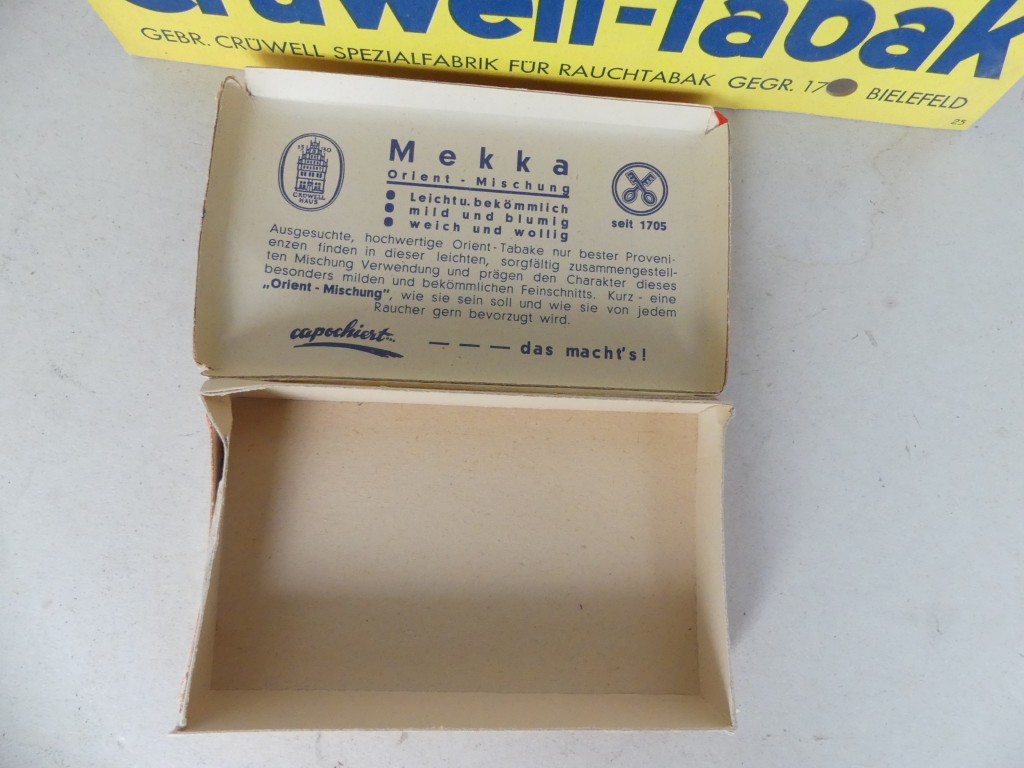 Crüwell-Tabak
GEBR. CRÜWELL SPEZIALFABRIK FÜR RAUCHTABAK GEGR. 17 BIELEFELD
25
15 30
CRÜWELL
HAUS
Mekka
Orient - Mischung
Leicht u. bekömmlich
mild und blumig
weich und wollig
seit 1705
Ausgesuchte, hochwertige Orient-Tabake nur bester Proveni-
enzen finden in dieser leichten, sorgfältig zusammengestell-
ten Mischung Verwendung und prägen den Charakter dieses
besonders milden und bekömmlichen Feinschnitts. Kurz - eine
„Orient - Mischung", wie sie sein soll und wie sie von jedem
Raucher gern bevorzugt wird.
capochiert...
— — — das macht's!